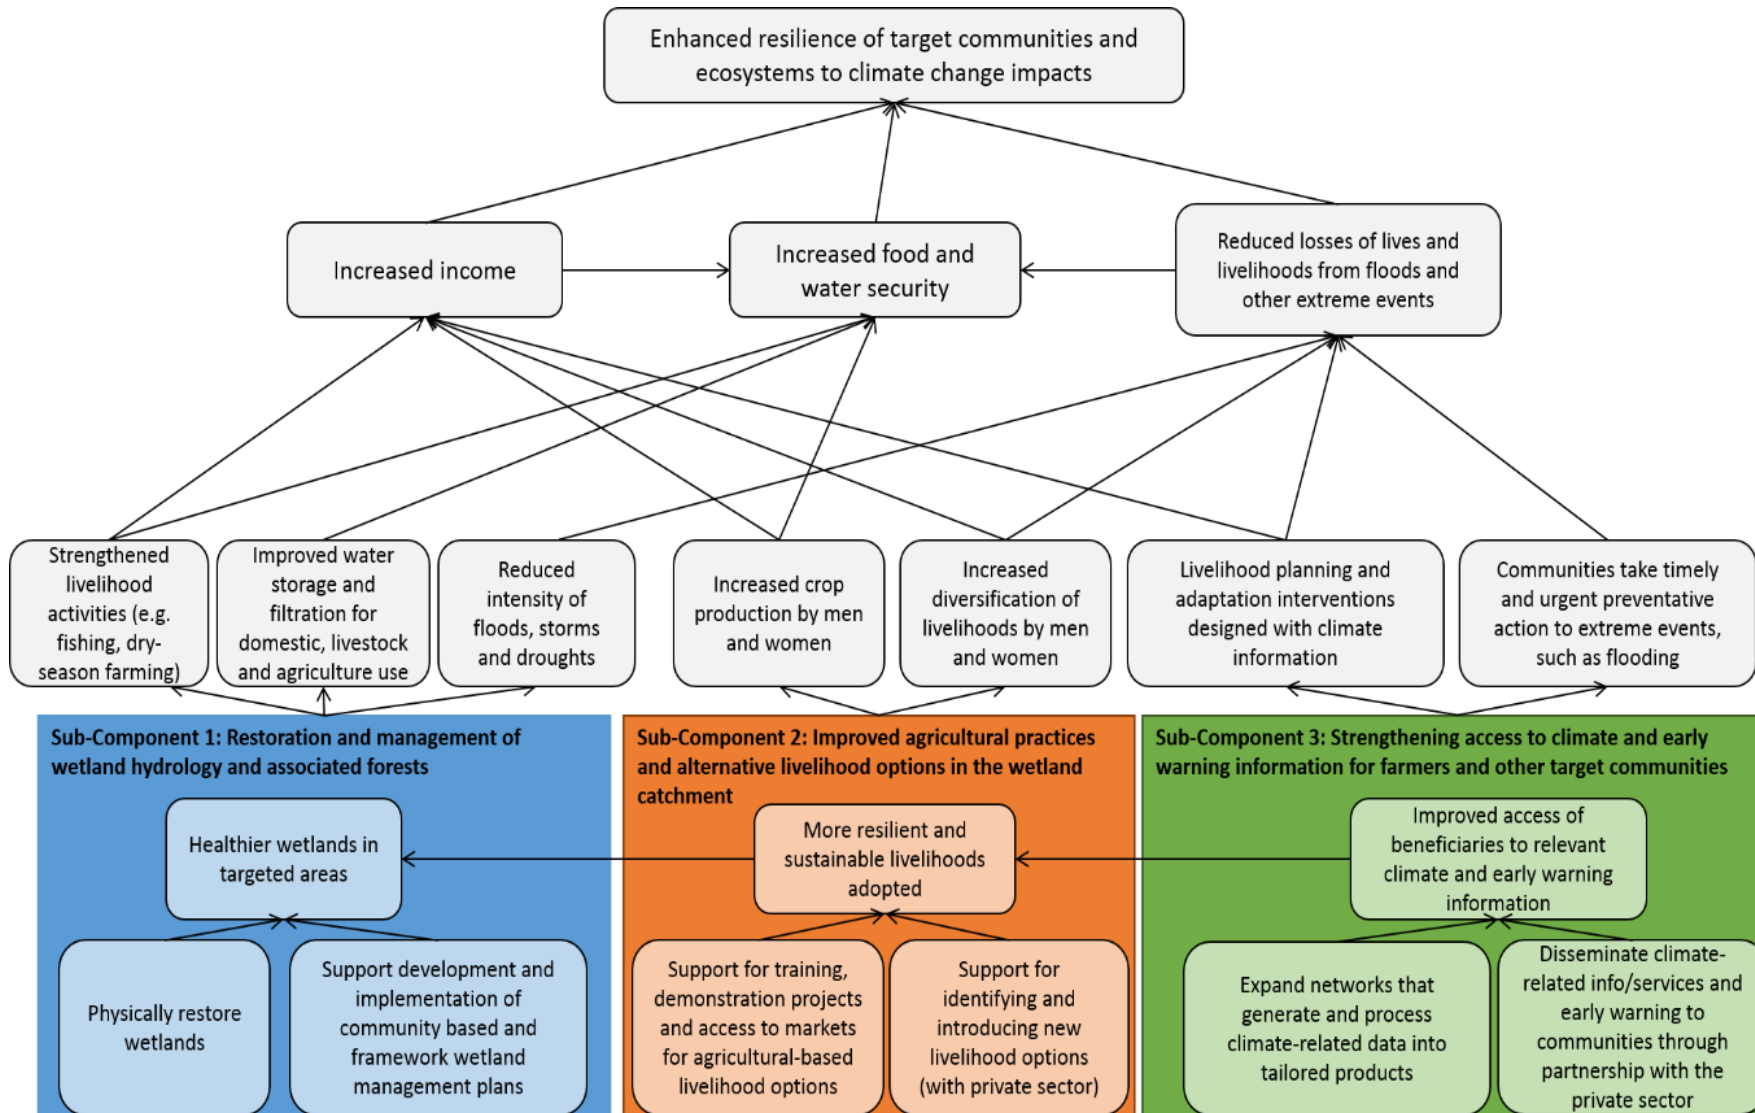 Enhanced resilience of target communities and
ecosystems to climate change impacts
Increased income
Increased food and
water security
Reduced losses of lives and
livelihoods from floods and
other extreme events
Strengthened
livelihood
activities (e.g.
fishing, dry-
season farming)
Improved water
storage and
filtration for
domestic, livestock
and agriculture use
Reduced
intensity of
floods, storms
and droughts
Increased crop
production by men
and women
Increased
diversification of
livelihoods by men
and women
Livelihood planning and
adaptation interventions
designed with climate
information
Communities take timely
and urgent preventative
action to extreme events,
such as flooding
Sub-Component 1: Restoration and management of
wetland hydrology and associated forests
Healthier wetlands in
targeted areas
Physically restore
wetlands
Support development and
implementation of
community based and
framework wetland
management plans
Sub-Component 2: Improved agricultural practices
and alternative livelihood options in the wetland
catchment
More resilient and
sustainable livelihoods
adopted
Support for training,
demonstration projects
and access to markets
for agricultural-based
livelihood options
Support for
identifying and
introducing new
livelihood options
(with private sector)
Sub-Component 3: Strengthening access to climate and early
warning information for farmers and other target communities
Improved access of
beneficiaries to relevant
climate and early warning
information
Expand networks that
generate and process
climate-related data into
tailored products
Disseminate climate-
related info/services and
early warning to
communities through
partnership with the
private sector